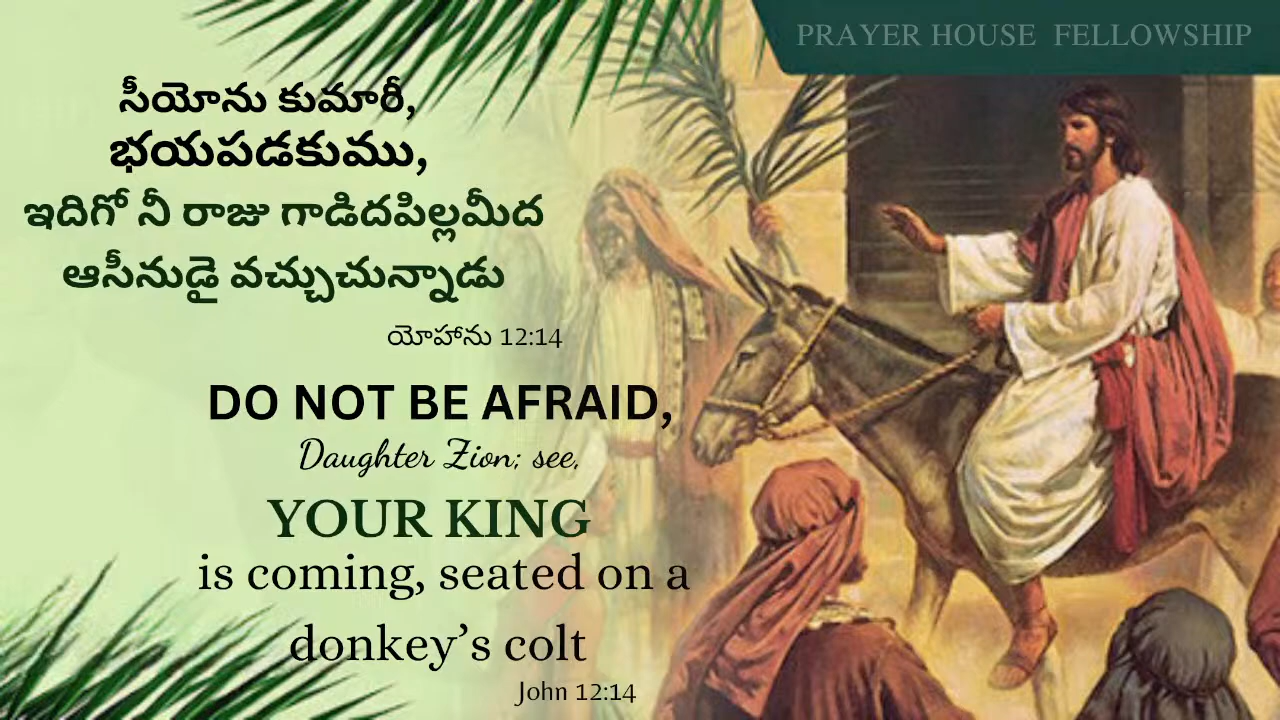 PRAYER HOUSE FELLOWSHIP
సీయోను కుమారీ,
భయపడకుము,
ఇదిగో నీ రాజు గాడిదపిల్లమీద
ఆసీనుడై వచ్చుచున్నాడు
యోహాను 12:14
DO NOT BE AFRAID,
Daughter Zion; see,
YOUR KING
is coming, seated on a
donkey’s colt
John 12:14